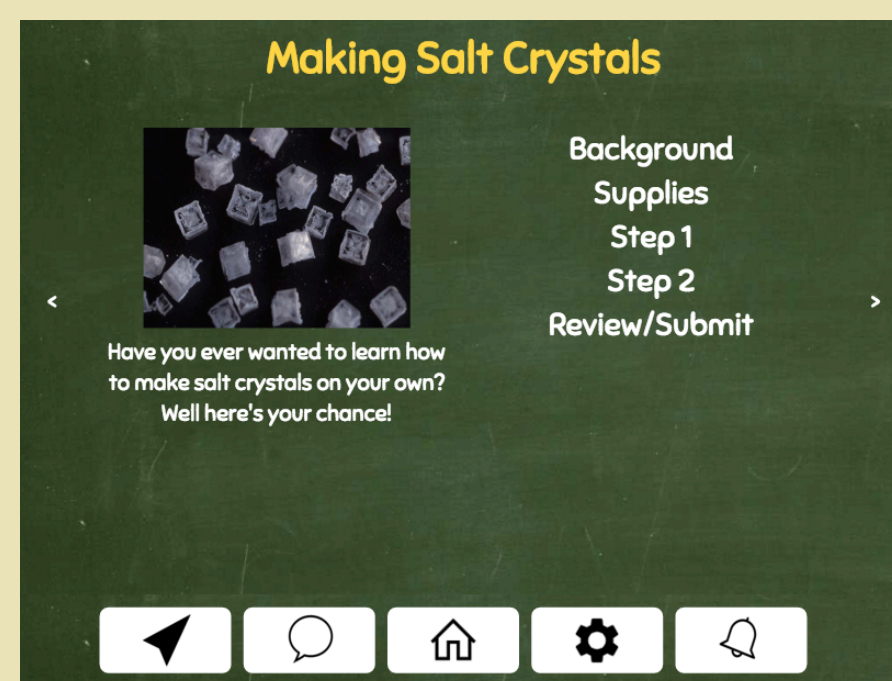 Making Salt Crystals
Have you ever wanted to learn how
to make salt crystals on your own?
Well here's your chance!
Background
Supplies
Step 1
Step 2
Review/Submit
<
>